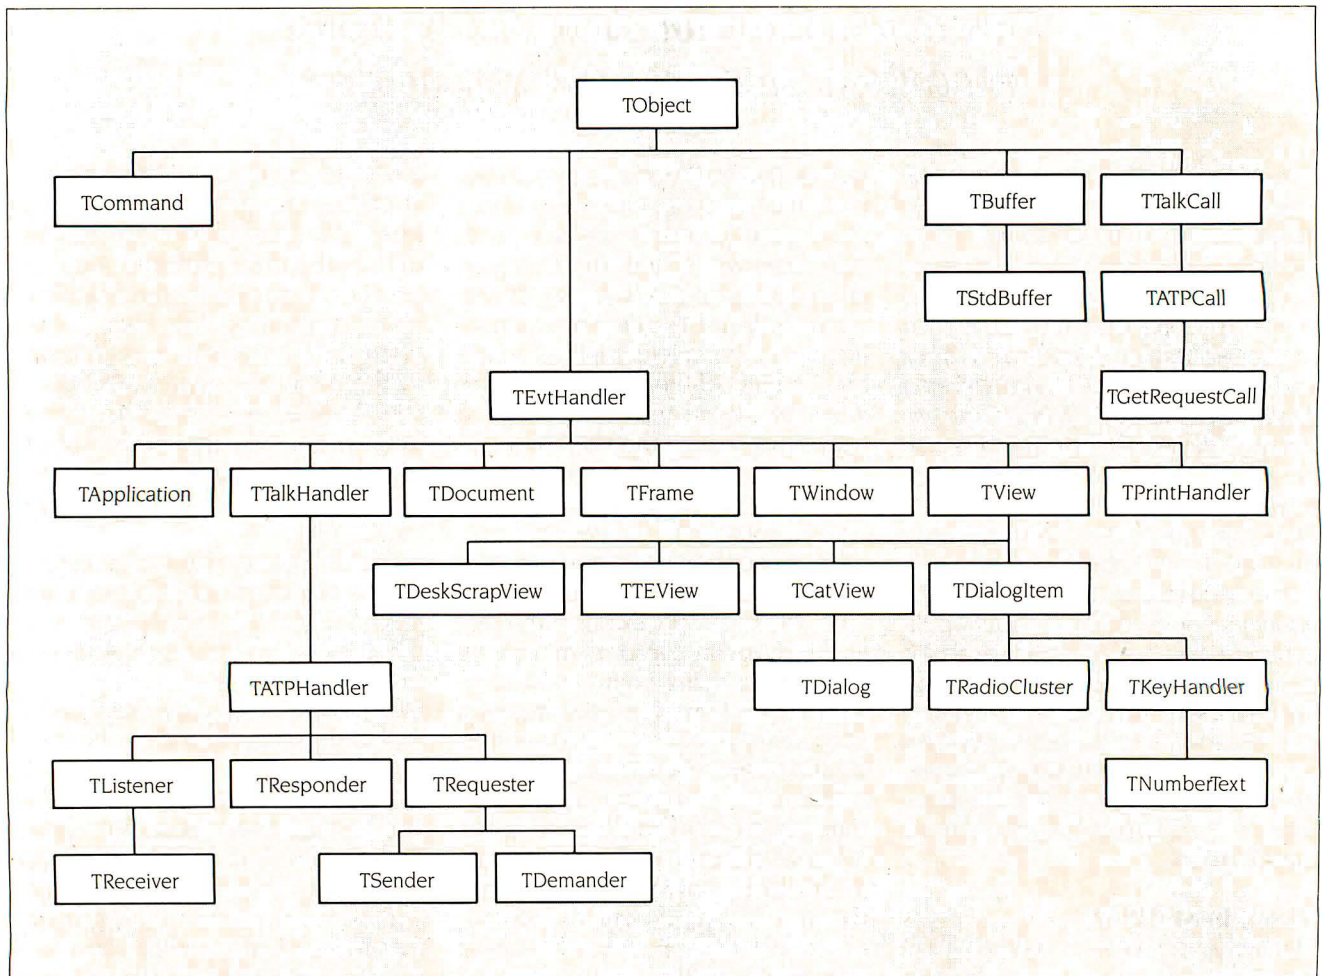 TObject
TCommand
TBuffer
TTalkCall
TStdBuffer
TATPCall
TEvtHandler
TGetRequestCall
TApplication
TTalkHandler
TDocument
TFrame
TWindow
TView
TPrintHandler
TDeskScrapView
TTEView
TCatView
TDialogItem
TATPHandler
TDialog
TRadioCluster
TKeyHandler
TListener
TResponder
TRequester
TNumberText
TReceiver
TSender
TDemander